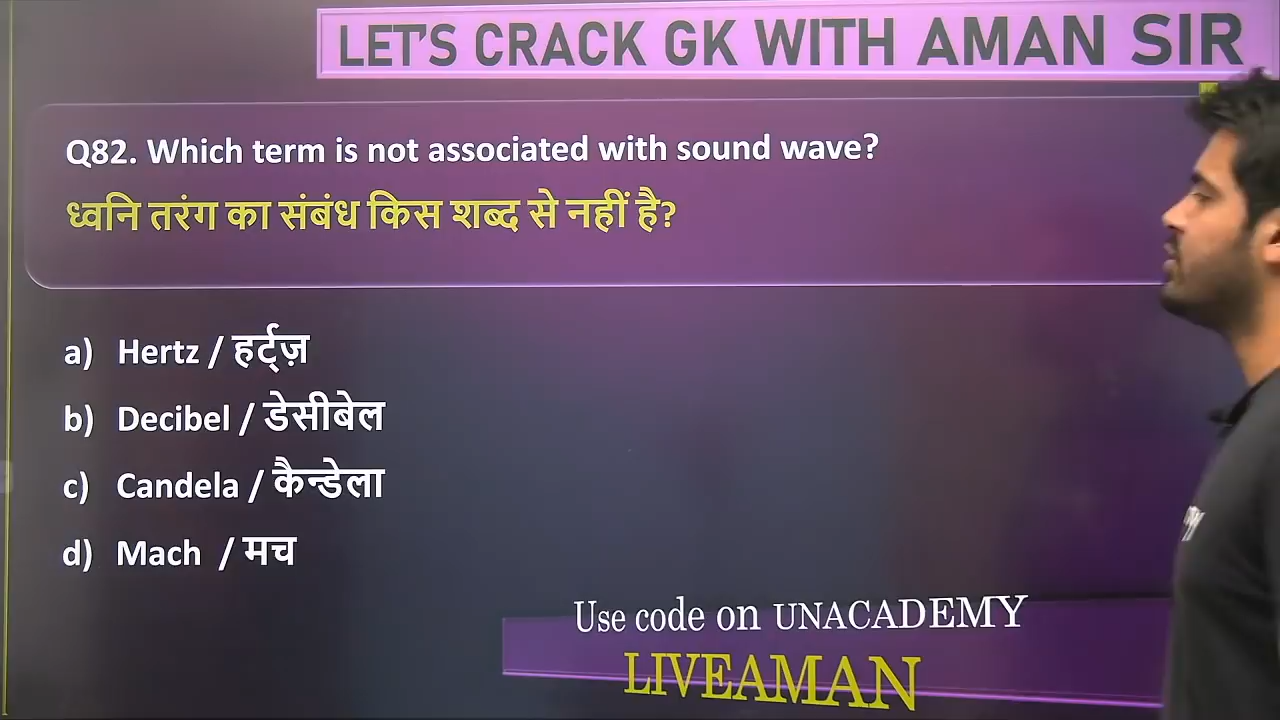 LET'S CRACK GK WITH AMAN SIR
Q82. Which term is not associated with sound wave?
ध्वनि तरंग का संबंध किस शब्द से नहीं है?
a) Hertz / हर्ट्ज़
b) Decibel / डेसीबेल
c) Candela / कैन्डेला
d) Mach / मच
Use code on UNACADEMY
LIVEAMAN